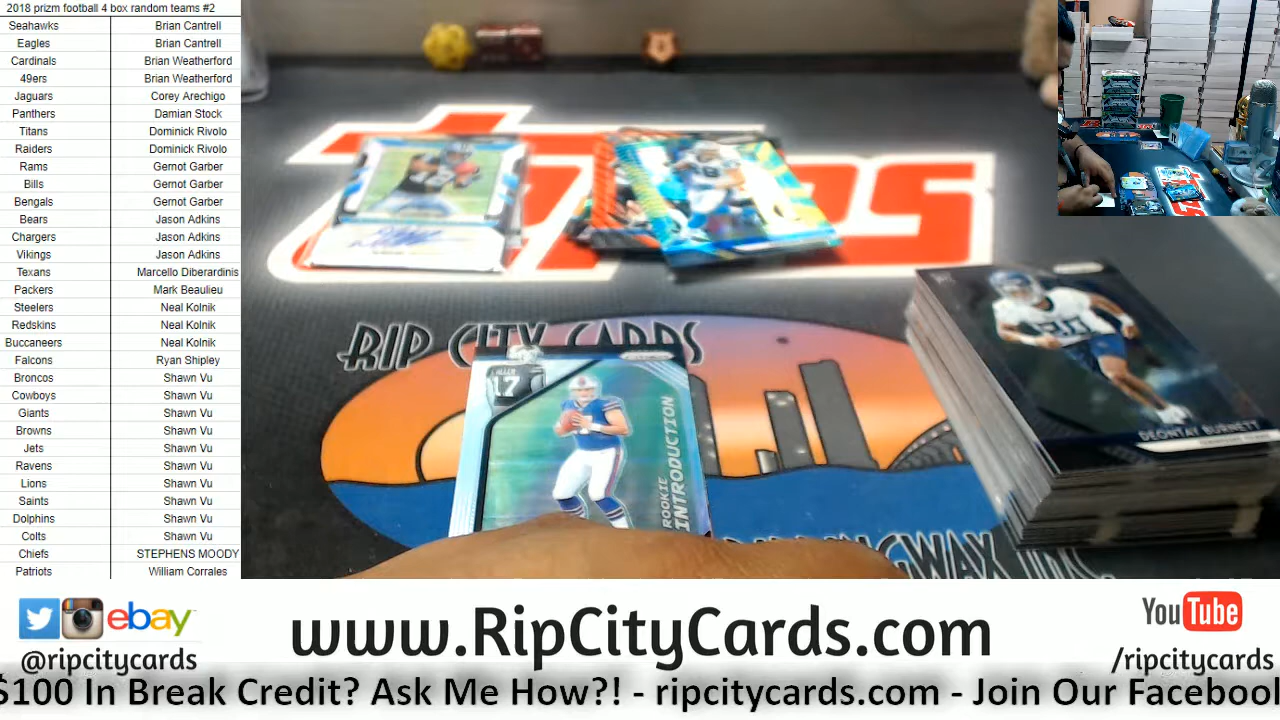 2018 prizm football 4 box random teams #2
Seahawks Brian Cantrell
Eagles Brian Cantrell
Cardinals Brian Weatherford
49ers Brian Weatherford
Jaguars Corey Arechigo
Panthers Damian Stock
Titans Dominick Rivolo
Raiders Dominick Rivolo
Rams Gernot Garber
Bills Gernot Garber
Bengals Gernot Garber
Bears Jason Adkins
Chargers Jason Adkins
Vikings Jason Adkins
Texans Marcello Diberardinis
Packers Mark Beaulieu
Steelers Neal Kolnik
Redskins Neal Kolnik
Buccaneers Neal Kolnik
Falcons Ryan Shipley
Broncos Shawn Vu
Cowboys Shawn Vu
Giants Shawn Vu
Browns Shawn Vu
Jets Shawn Vu
Ravens Shawn Vu
Lions Shawn Vu
Saints Shawn Vu
Dolphins Shawn Vu
Colts Shawn Vu
Chiefs STEPHENS MOODY
Patriots William Corrales
RIP CITY CARDS
ALLEN
17
PRIZM
ROOKIE
INTRODUCTION
DEONTAY BURNETT
INC.
ebay
@ripcitycards
www.RipCityCards.com
YouTube
/ripcitycards
$100 In Break Credit? Ask Me How?! - ripcitycards.com - Join Our Facebool